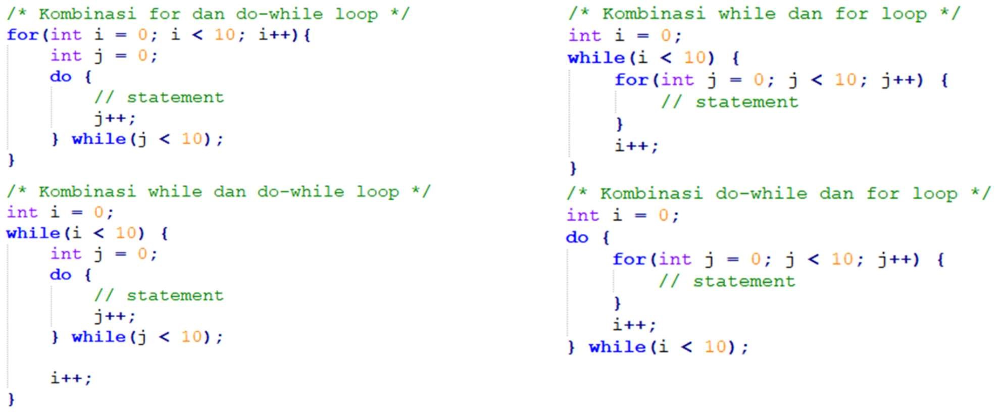 /* Kombinasi for dan do-while loop */
for(int i = 0; i < 10; i++){
    int j = 0;
    do {
        // statement
        j++;
    } while(j < 10);
}
/* Kombinasi while dan do-while loop */
int i = 0;
while(i < 10) {
    int j = 0;
    do {
        // statement
        j++;
    } while(j < 10);

    i++;
}
/* Kombinasi while dan for loop */
int i = 0;
while(i < 10) {
    for(int j = 0; j < 10; j++) {
        // statement
    }
    i++;
}
/* Kombinasi do-while dan for loop */
int i = 0;
do {
    for(int j = 0; j < 10; j++) {
        // statement
    }
    i++;
} while(i < 10);